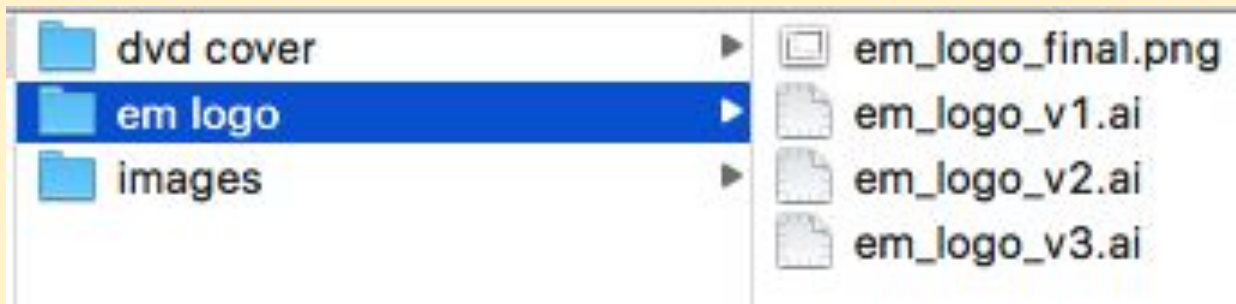 dvd cover
em logo
images
em_logo_final.png
em_logo_v1.ai
em_logo_v2.ai
em_logo_v3.ai